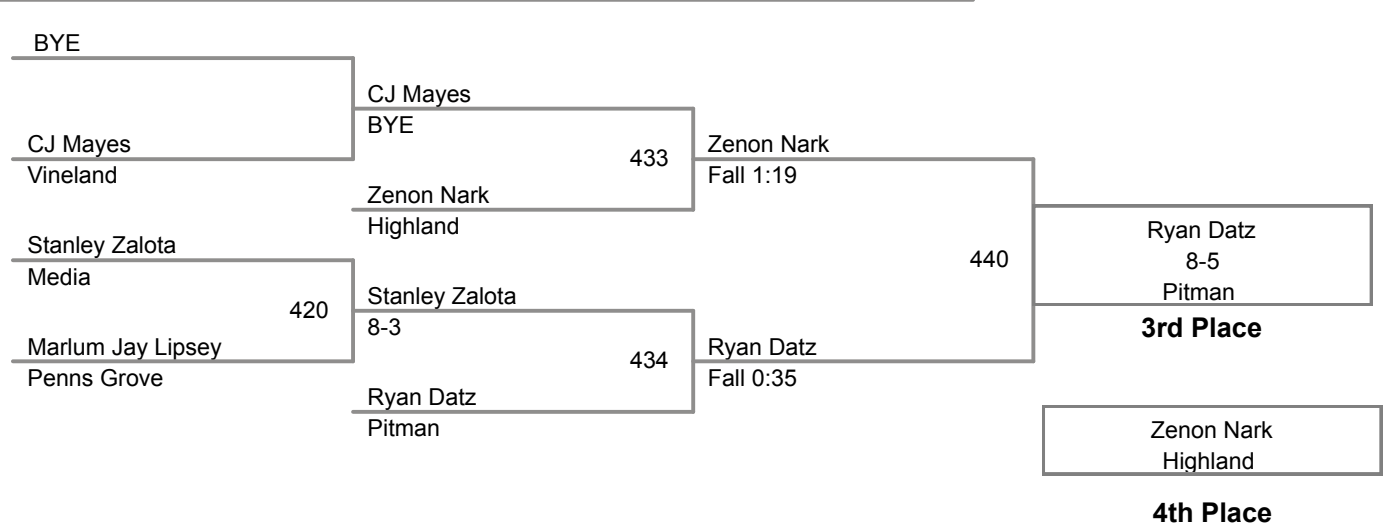 BYE
CJ Mayes
Vineland
Stanley Zalota
Media
420
Marlum Jay Lipsey
Penns Grove
CJ Mayes
BYE
433
Zenon Nark
Highland
Stanley Zalota
8-3
434
Ryan Datz
Pitman
Zenon Nark
Fall 1:19
440
Ryan Datz
Fall 0:35
Ryan Datz
8-5
Pitman
3rd Place
Zenon Nark
Highland
4th Place